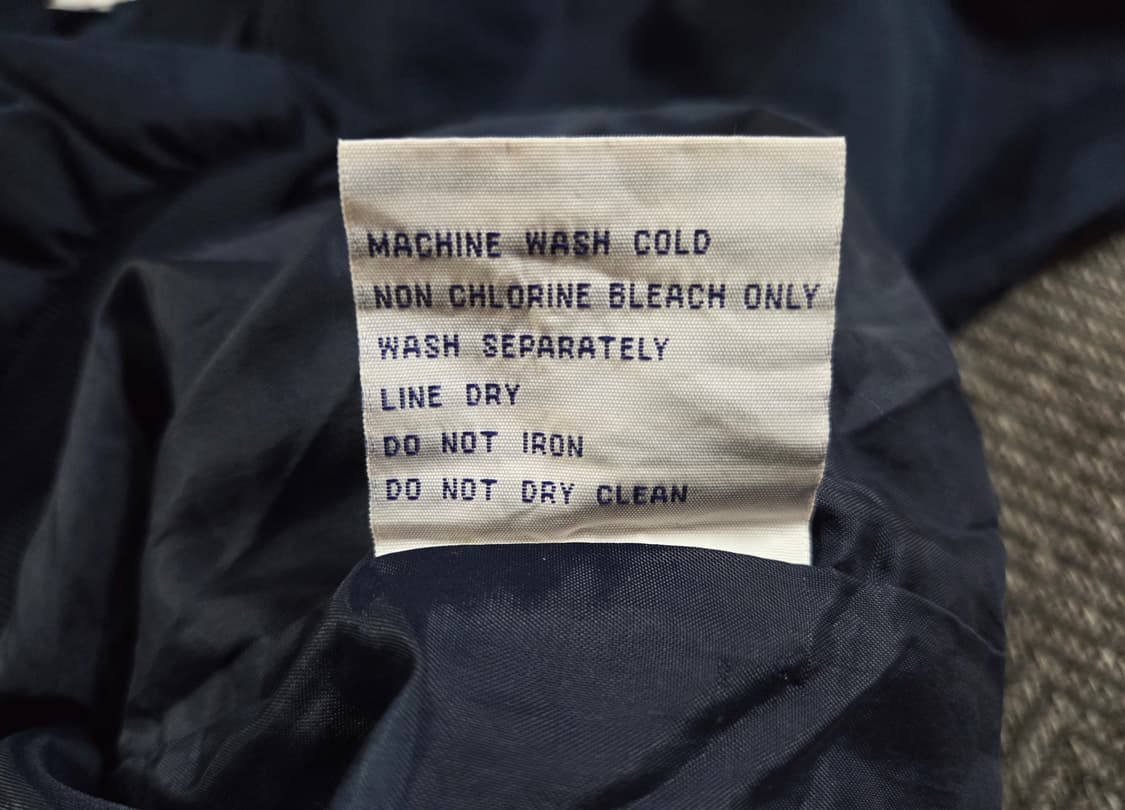 MACHINE WASH COLD
NON CHLORINE BLEACH ONLY
WASH SEPARATELY
LINE DRY
DO NOT IRON
DO NOT DRY CLEAN